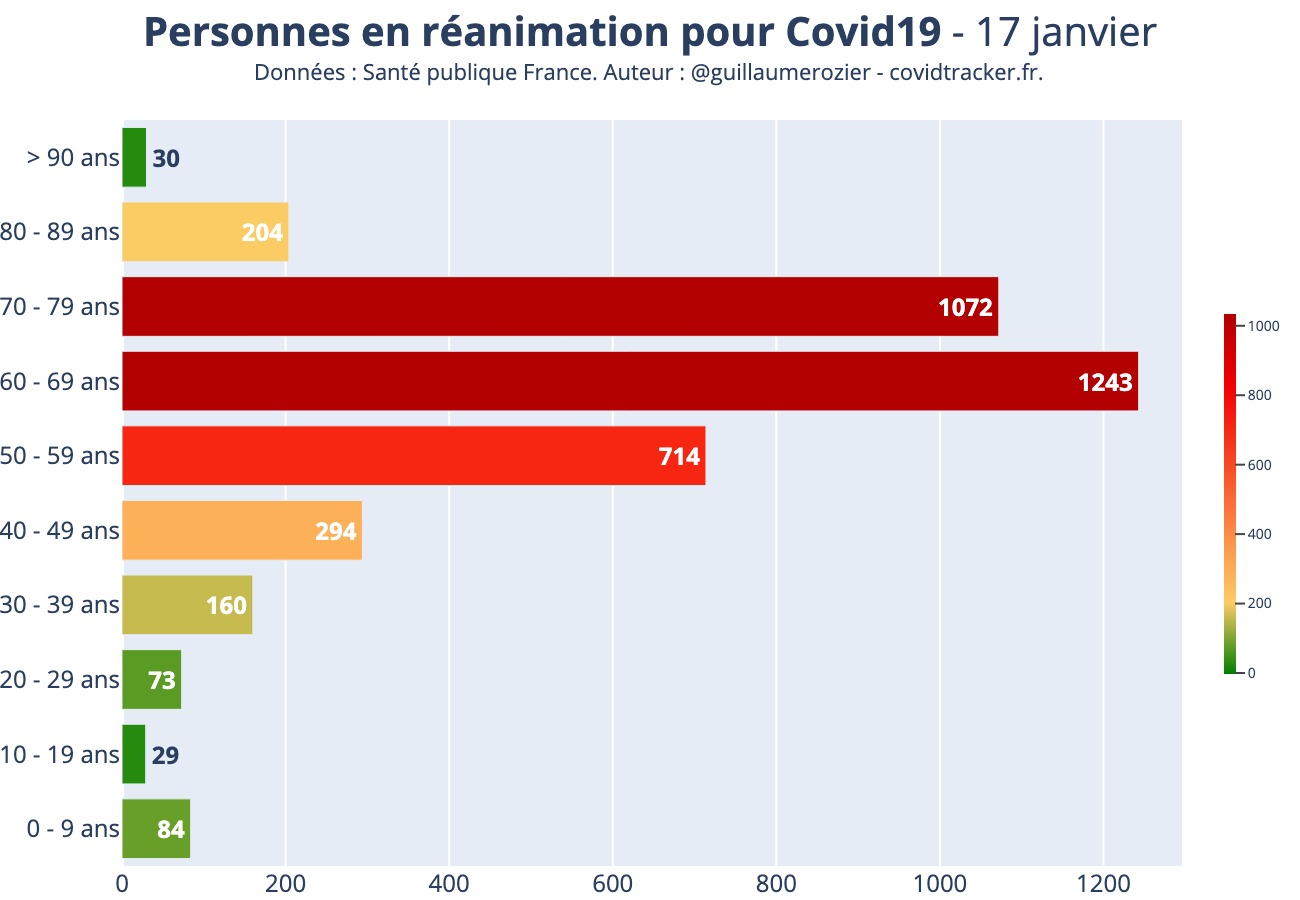 Personnes en réanimation pour Covid19 - 17 janvier
Données : Santé publique France. Auteur : @guillaumerozier - covidtracker.fr.
> 90 ans 30
80 - 89 ans 204
70 - 79 ans 1072
60 - 69 ans 1243
50 - 59 ans 714
40 - 49 ans 294
30 - 39 ans 160
20 - 29 ans 73
10 - 19 ans 29
0 - 9 ans 84
0 200 400 600 800 1000 1200
1000
800
600
400
200
0